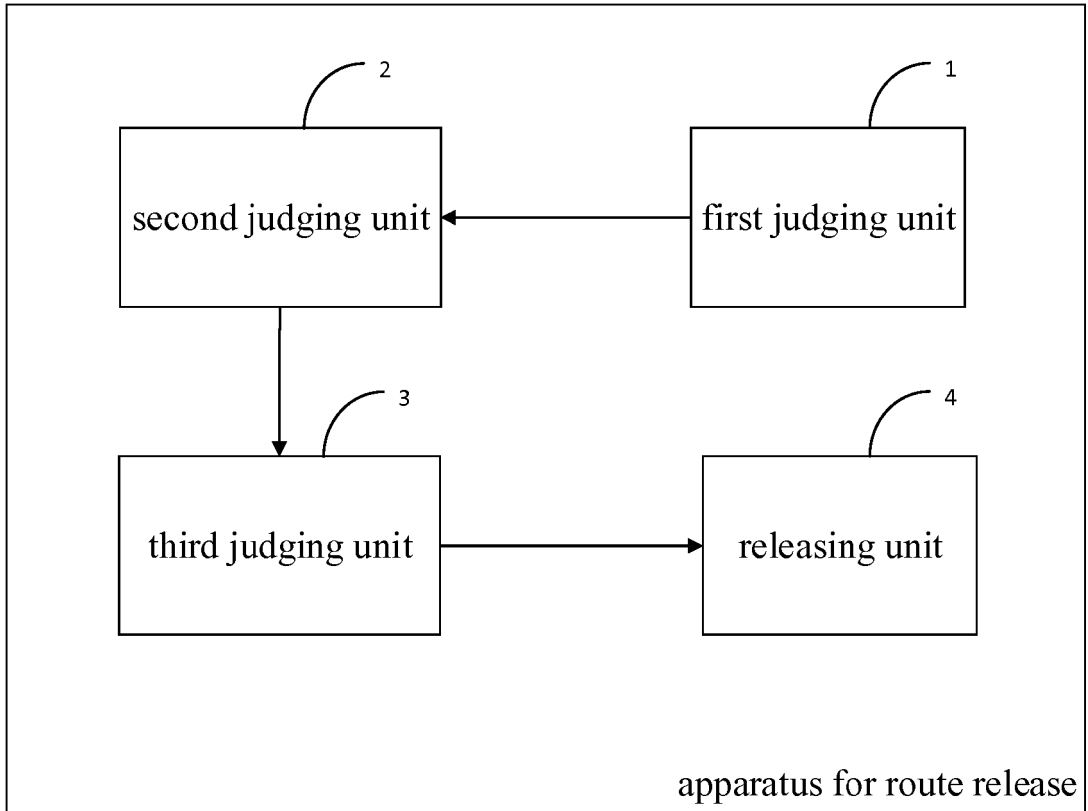 2
1
second judging unit
first judging unit
3
4
third judging unit
releasing unit
apparatus for route release